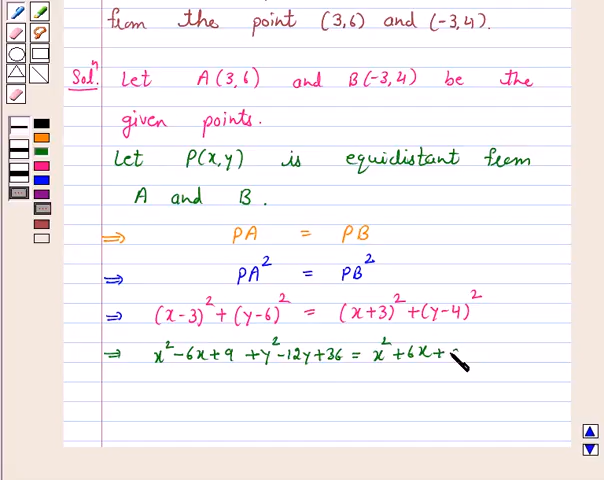 from the point (3,6) and (-3,4).
Solⁿ Let A(3,6) and B(-3,4) be the
given points.
Let P(x,y) is equidistant from
A and B.
⇒ PA = PB
⇒ PA² = PB²
⇒ (x-3)² + (y-6)² = (x+3)² + (y-4)²
⇒ x² - 6x + 9 + y² - 12y + 36 = x² + 6x +